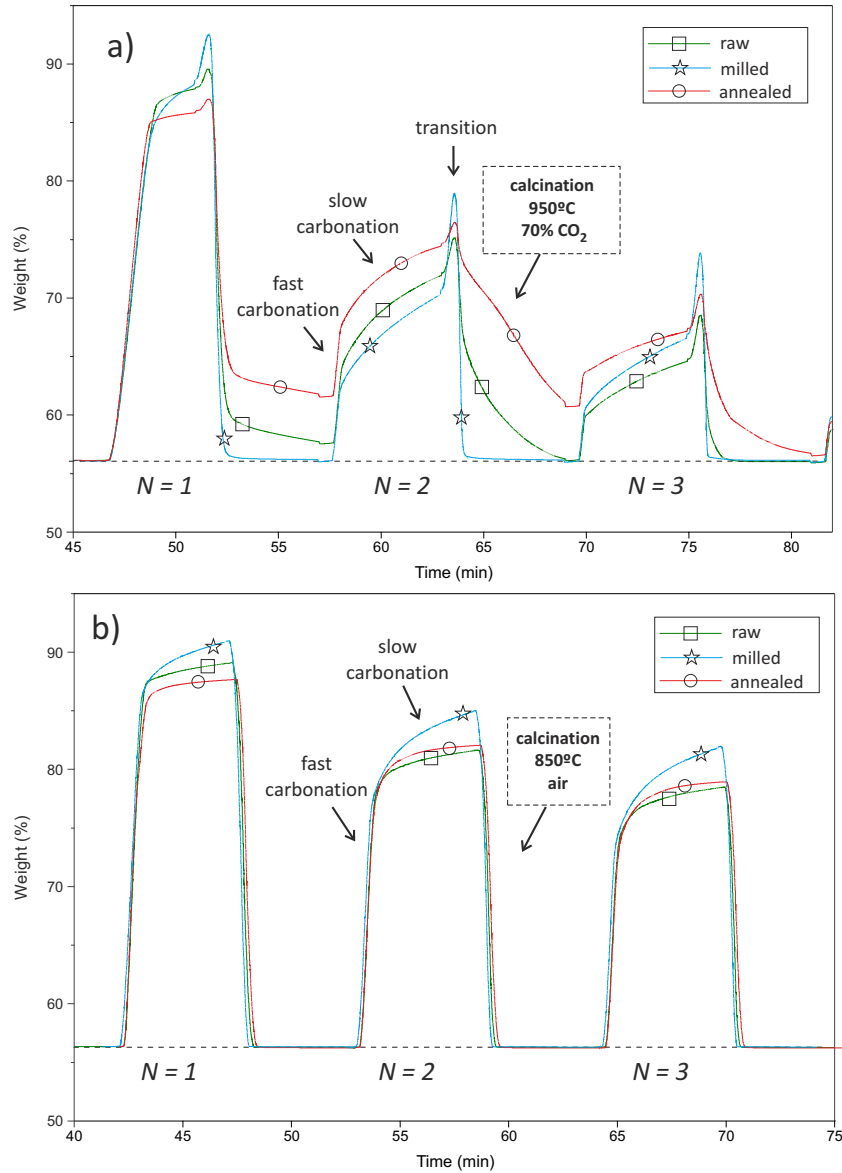 a)
raw
milled
annealed
transition
calcination
950ºC
70% CO₂
slow
carbonation
fast
carbonation
Weight (%)
95
90
80
70
60
50
N = 1
N = 2
N = 3
45
50
55
60
65
70
75
80
Time (min)
b)
raw
milled
annealed
slow
carbonation
calcination
850ºC
air
fast
carbonation
Weight (%)
90
80
70
60
50
N = 1
N = 2
N = 3
40
45
50
55
60
65
70
75
Time (min)